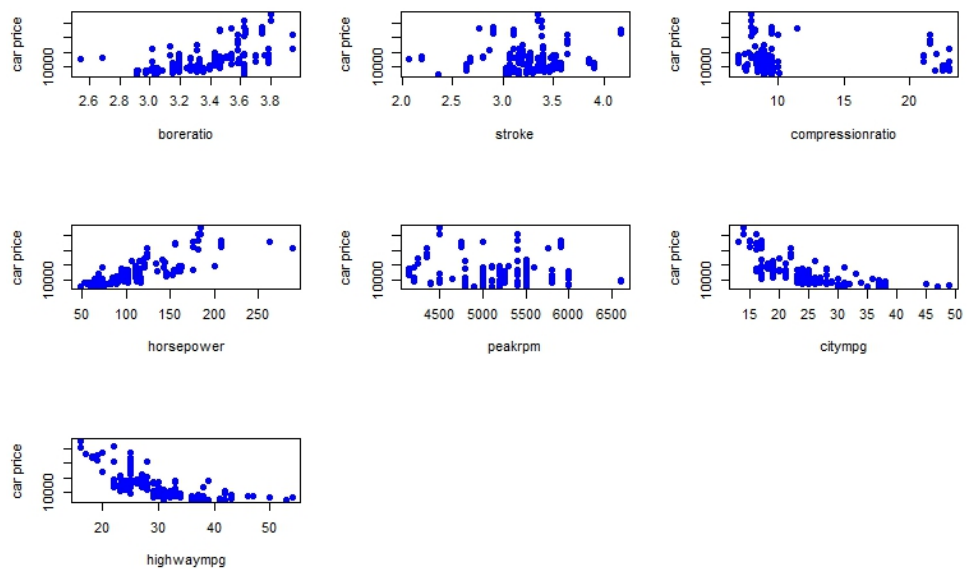 car price
10000
2.6 2.8 3.0 3.2 3.4 3.6 3.8
boreratio
car price
10000
2.0 2.5 3.0 3.5 4.0
stroke
car price
10000
10 15 20
compressionratio
car price
10000
50 100 150 200 250
horsepower
car price
10000
4500 5000 5500 6000 6500
peakrpm
car price
10000
15 20 25 30 35 40 45 50
citympg
car price
10000
20 30 40 50
highwaympg